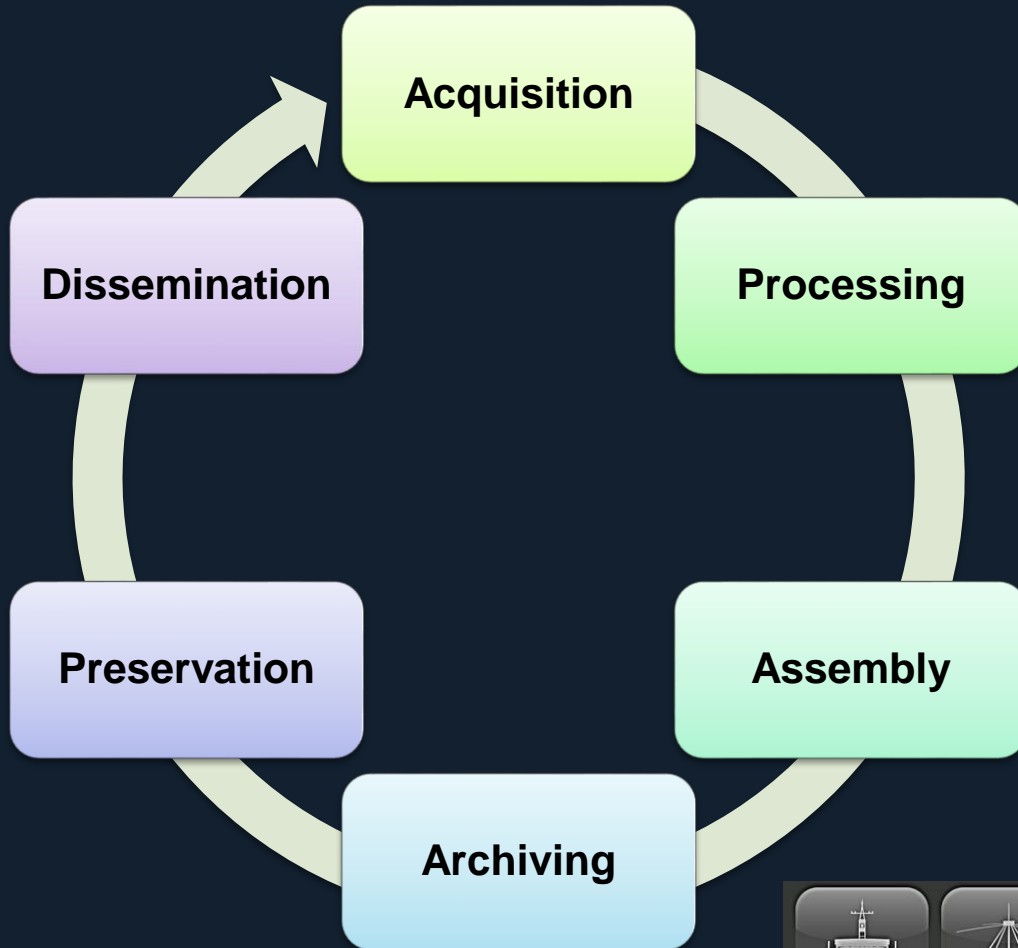 Acquisition
Processing
Assembly
Archiving
Preservation
Dissemination